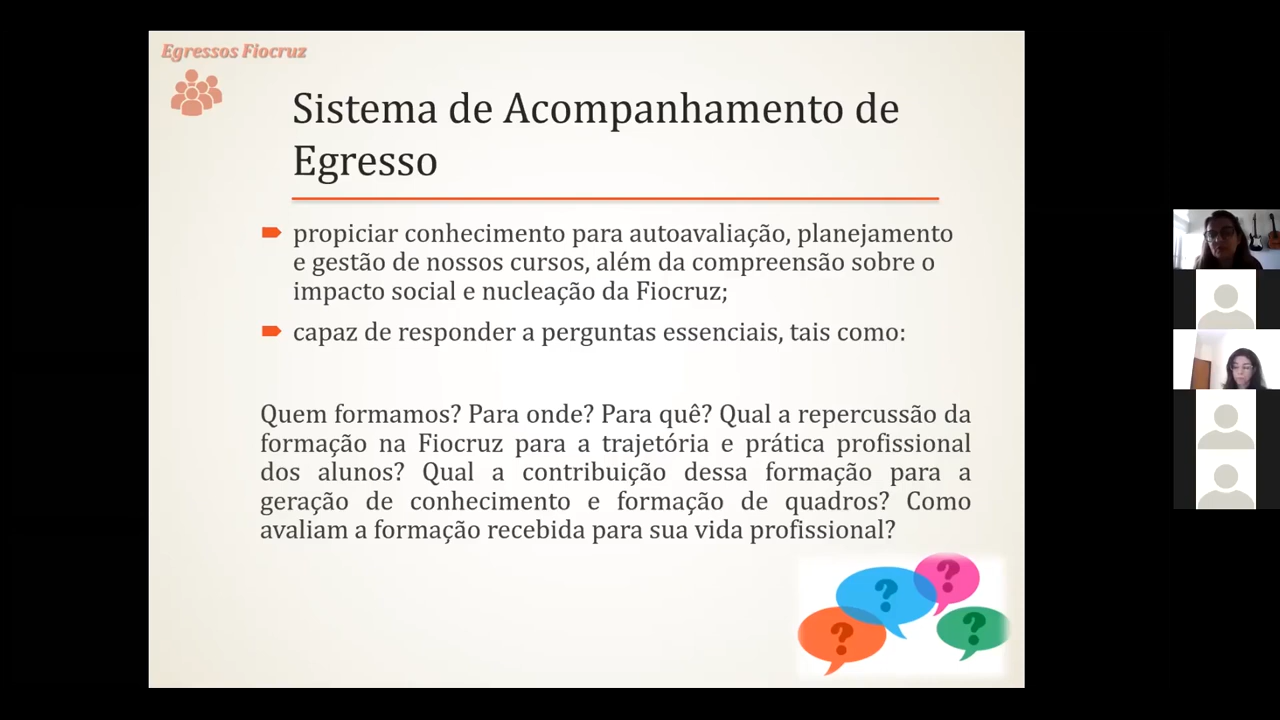 Egressos Fiocruz
Sistema de Acompanhamento de
Egresso
propiciar conhecimento para autoavaliação, planejamento
e gestão de nossos cursos, além da compreensão sobre o
impacto social e nucleação da Fiocruz;
capaz de responder a perguntas essenciais, tais como:
Quem formamos? Para onde? Para quê? Qual a repercussão da
formação na Fiocruz para a trajetória e prática profissional
dos alunos? Qual a contribuição dessa formação para a
geração de conhecimento e formação de quadros? Como
avaliam a formação recebida para sua vida profissional?
? ? ? ?